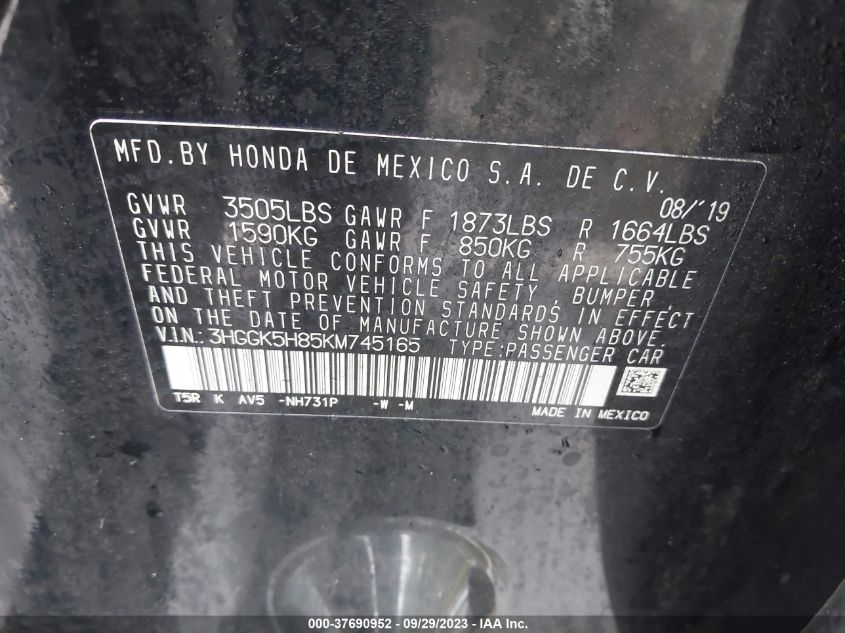 MFD.BY HONDA DE MEXICO S.A. DE C.V.
08/'19
GVWR 3505LBS GAWR F 1873LBS R 1664LBS
GVWR 1590KG GAWR F 850KG R 755KG
THIS VEHICLE CONFORMS TO ALL APPLICABLE
FEDERAL MOTOR VEHICLE SAFETY, BUMPER,
AND THEFT PREVENTION STANDARDS IN EFFECT
ON THE DATE OF MANUFACTURE SHOWN ABOVE.
V.I.N.: 3HGGK5H85KM745165 TYPE:PASSENGER CAR
T5R K AV5 -NH731P -W -M
MADE IN MEXICO
000-37690952 - 09/29/2023 - IAA Inc.